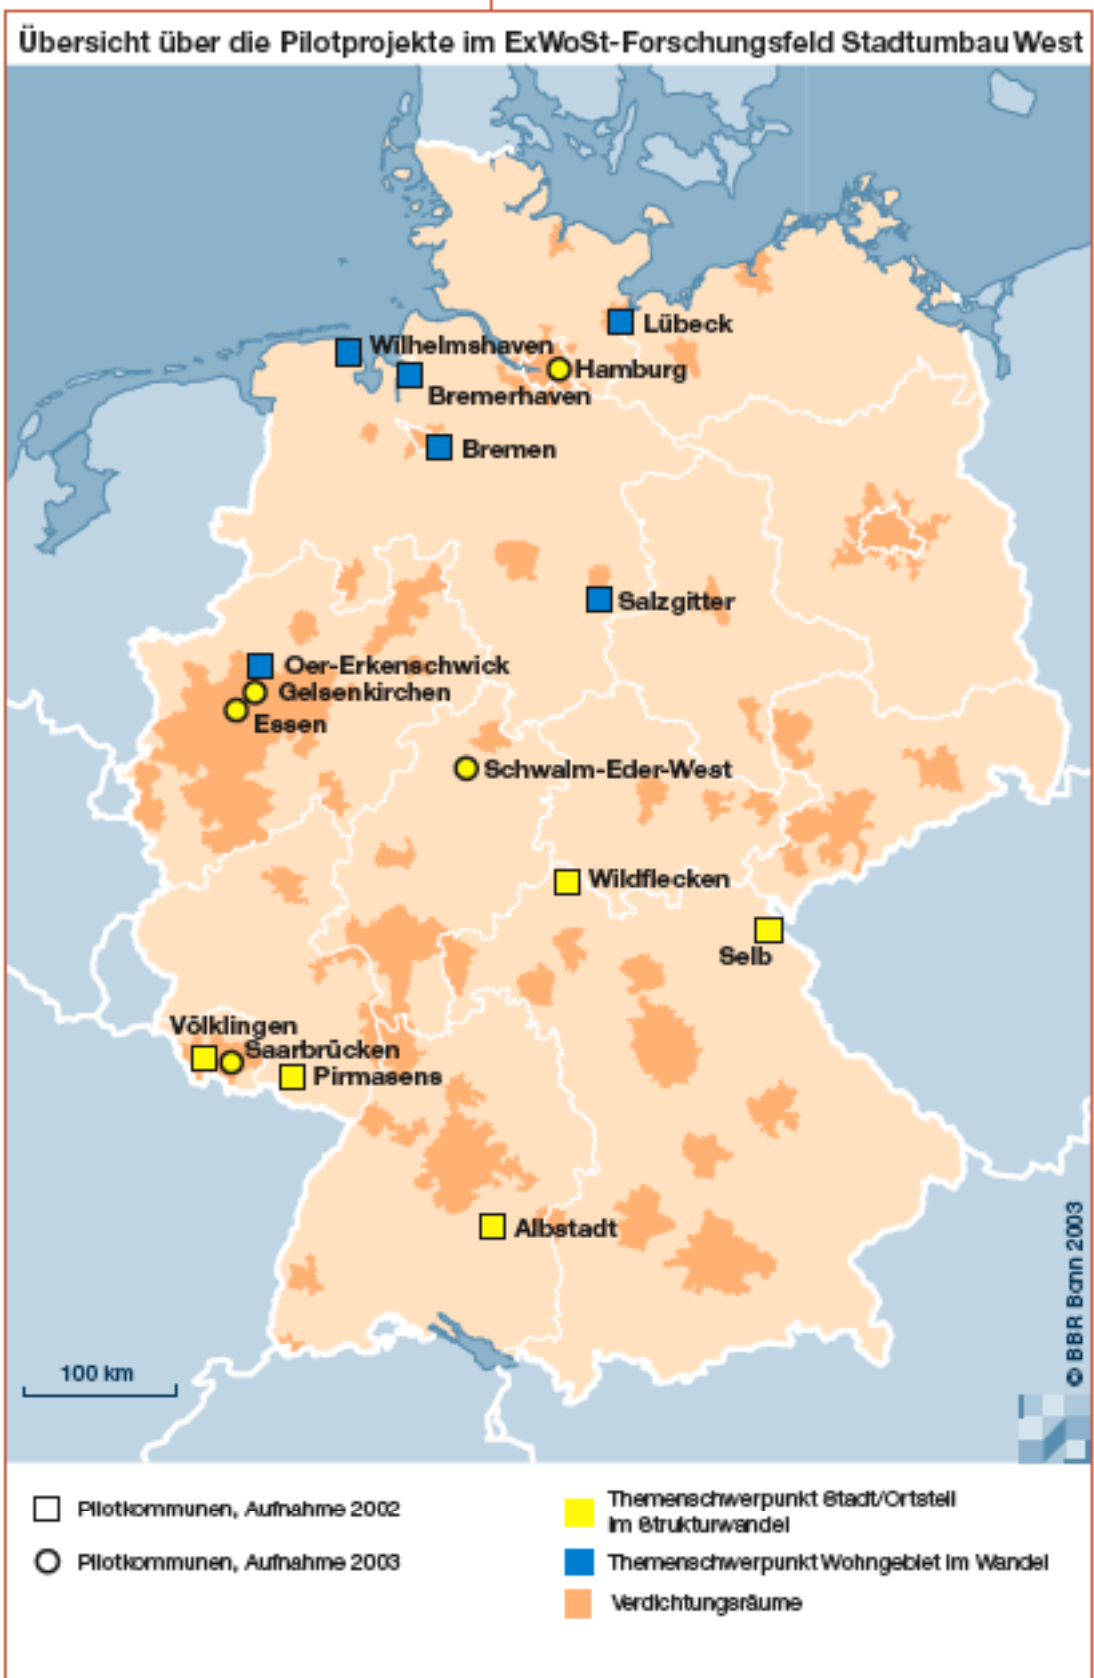 Übersicht über die Pilotprojekte im ExWoSt-Forschungsfeld Stadtumbau West
Lübeck
Wilhelmshaven
Hamburg
Bremerhaven
Bremen
Salzgitter
Oer-Erkenschwick
Gelsenkirchen
Essen
Schwalm-Eder-West
Wildflecken
Selb
Völklingen
Saarbrücken
Pirmasens
Albstadt
© BBR Bonn 2003
100 km
Pilotkommunen, Aufnahme 2002
Pilotkommunen, Aufnahme 2003
Themenschwerpunkt Stadt/Ortsteil
im Strukturwandel
Themenschwerpunkt Wohngebiet im Wandel
Verdichtungsräume